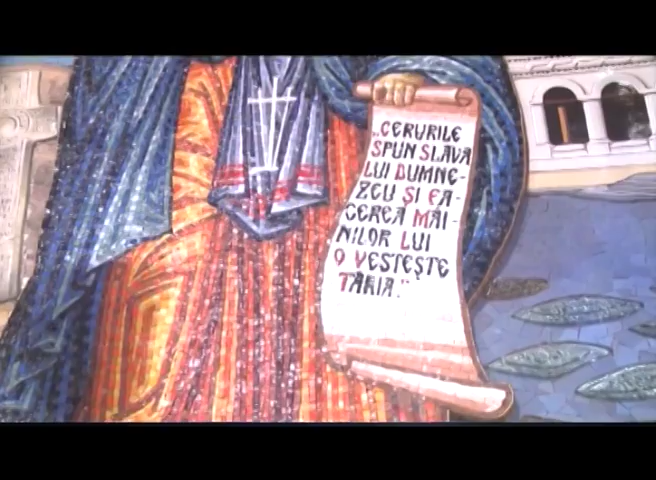 „CERURILE
SPUN SLAVA
LUI DUMNE-
ZEU ȘI FA-
CEREA MÂI-
NILOR LUI
O VESTEȘTE
TĂRIA."